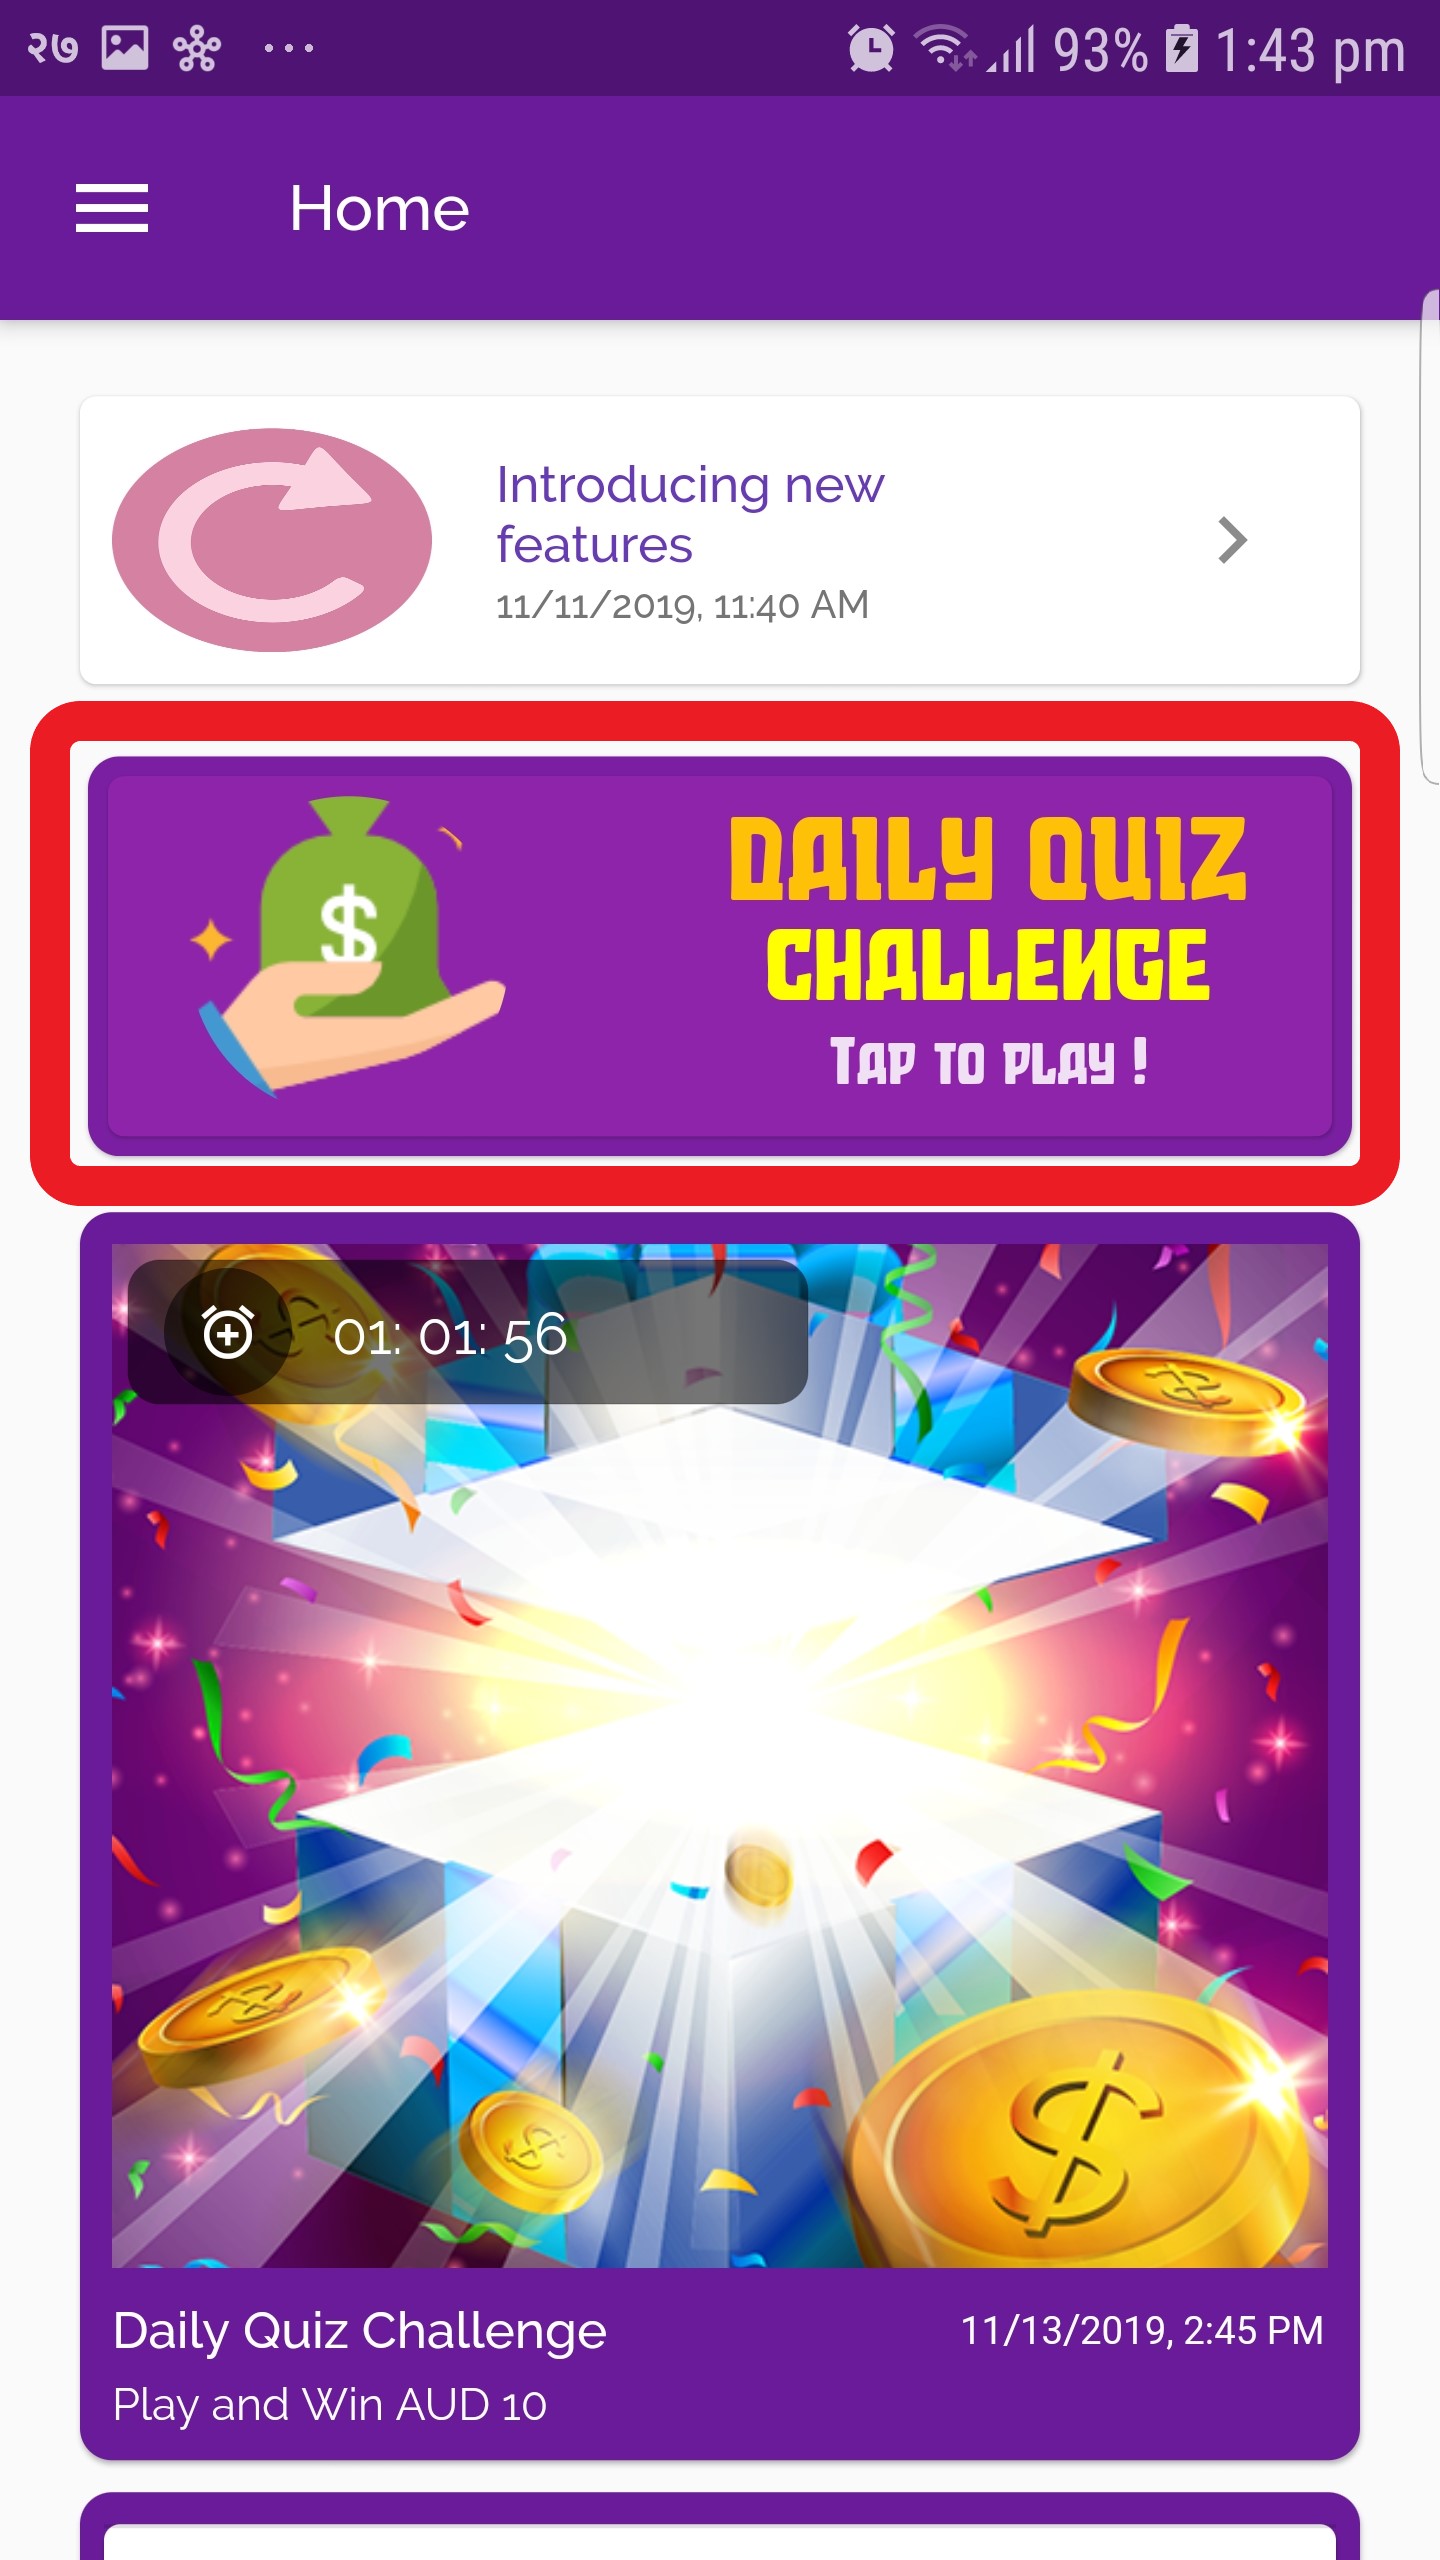 २७ ... 93% 1:43 pm
Home
Introducing new
features
11/11/2019, 11:40 AM
$
DAILY QUIZ
CHALLENGE
TAP TO PLAY !
01: 01: 56
$
$
Daily Quiz Challenge
11/13/2019, 2:45 PM
Play and Win AUD 10